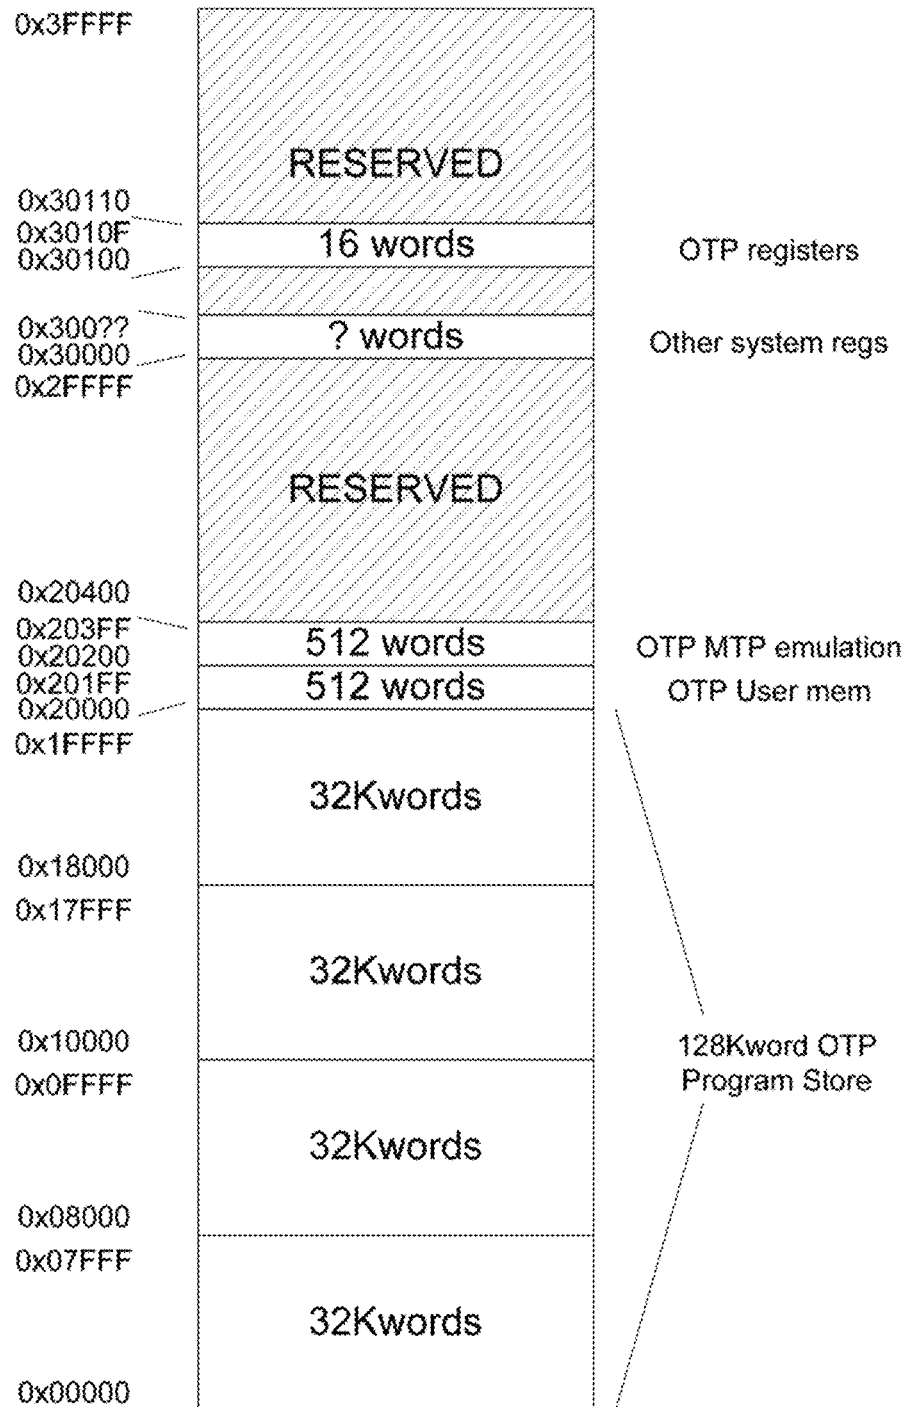 0x3FFFF
RESERVED
0x30110
0x3010F
16 words
OTP registers
0x30100
0x300??
? words
Other system regs
0x30000
0x2FFFF
RESERVED
0x20400
0x203FF
512 words
OTP MTP emulation
0x20200
0x201FF
512 words
OTP User mem
0x20000
0x1FFFF
32Kwords
0x18000
0x17FFF
32Kwords
0x10000
128Kword OTP
Program Store
0x0FFFF
32Kwords
0x08000
0x07FFF
32Kwords
0x00000